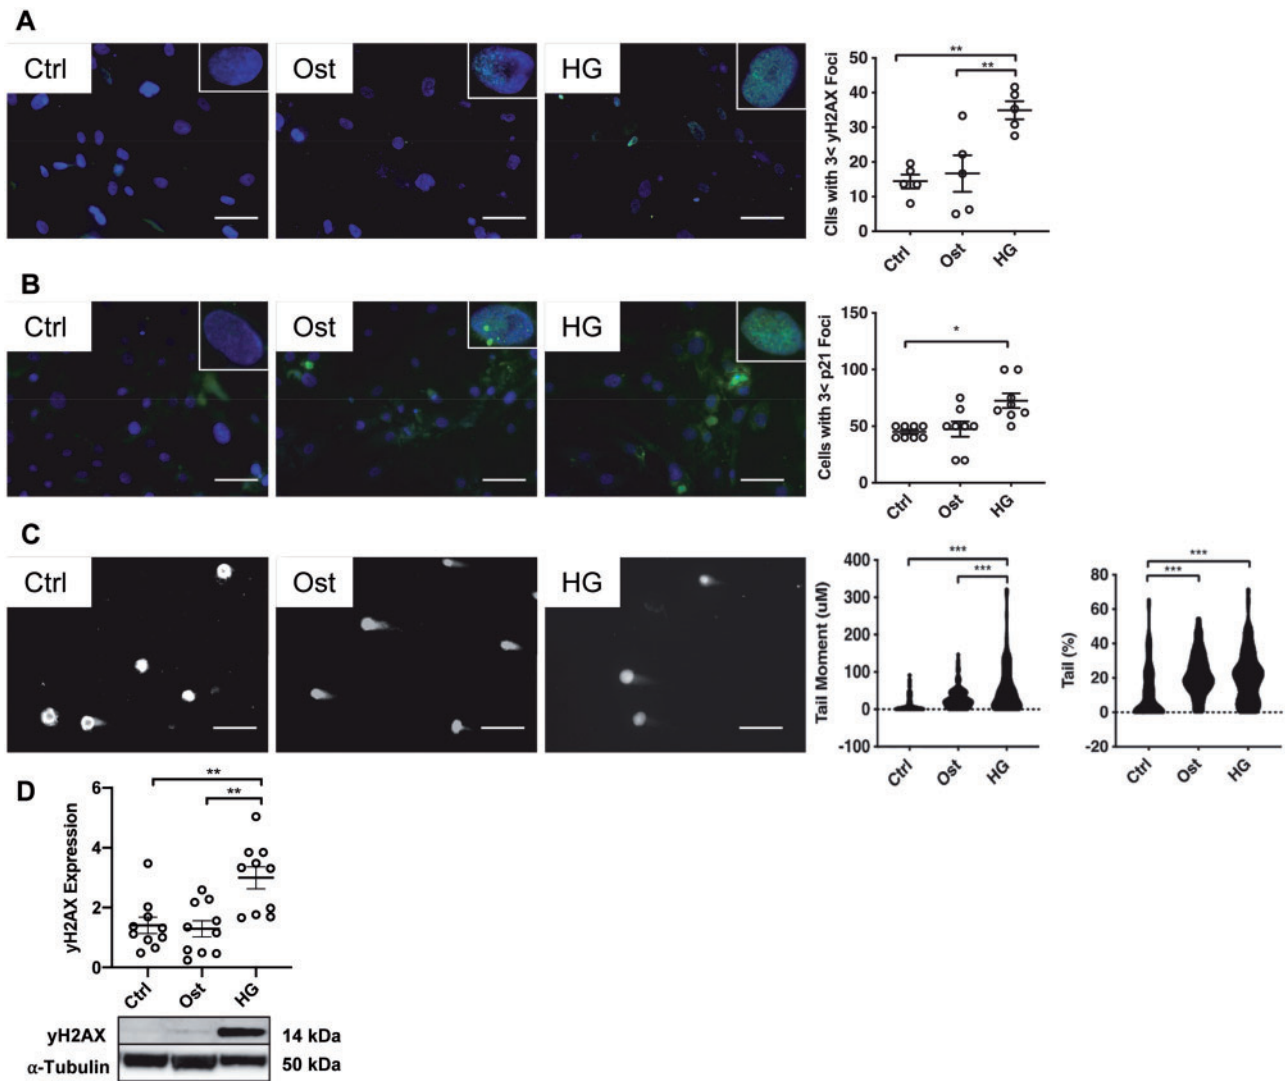 A
Ctrl
Ost
HG
Clls with 3< yH2AX Foci
50
40
30
20
10
0
**
**
Ctrl
Ost
HG
B
Ctrl
Ost
HG
Cells with 3< p21 Foci
150
100
50
0
*
Ctrl
Ost
HG
C
Ctrl
Ost
HG
Tail Moment (uM)
400
300
200
100
0
-100
***
***
Ctrl
Ost
HG
Tail (%)
80
60
40
20
0
-20
***
***
Ctrl
Ost
HG
D
yH2AX Expression
6
4
2
0
**
**
Ctrl
Ost
HG
yH2AX
14 kDa
α-Tubulin
50 kDa